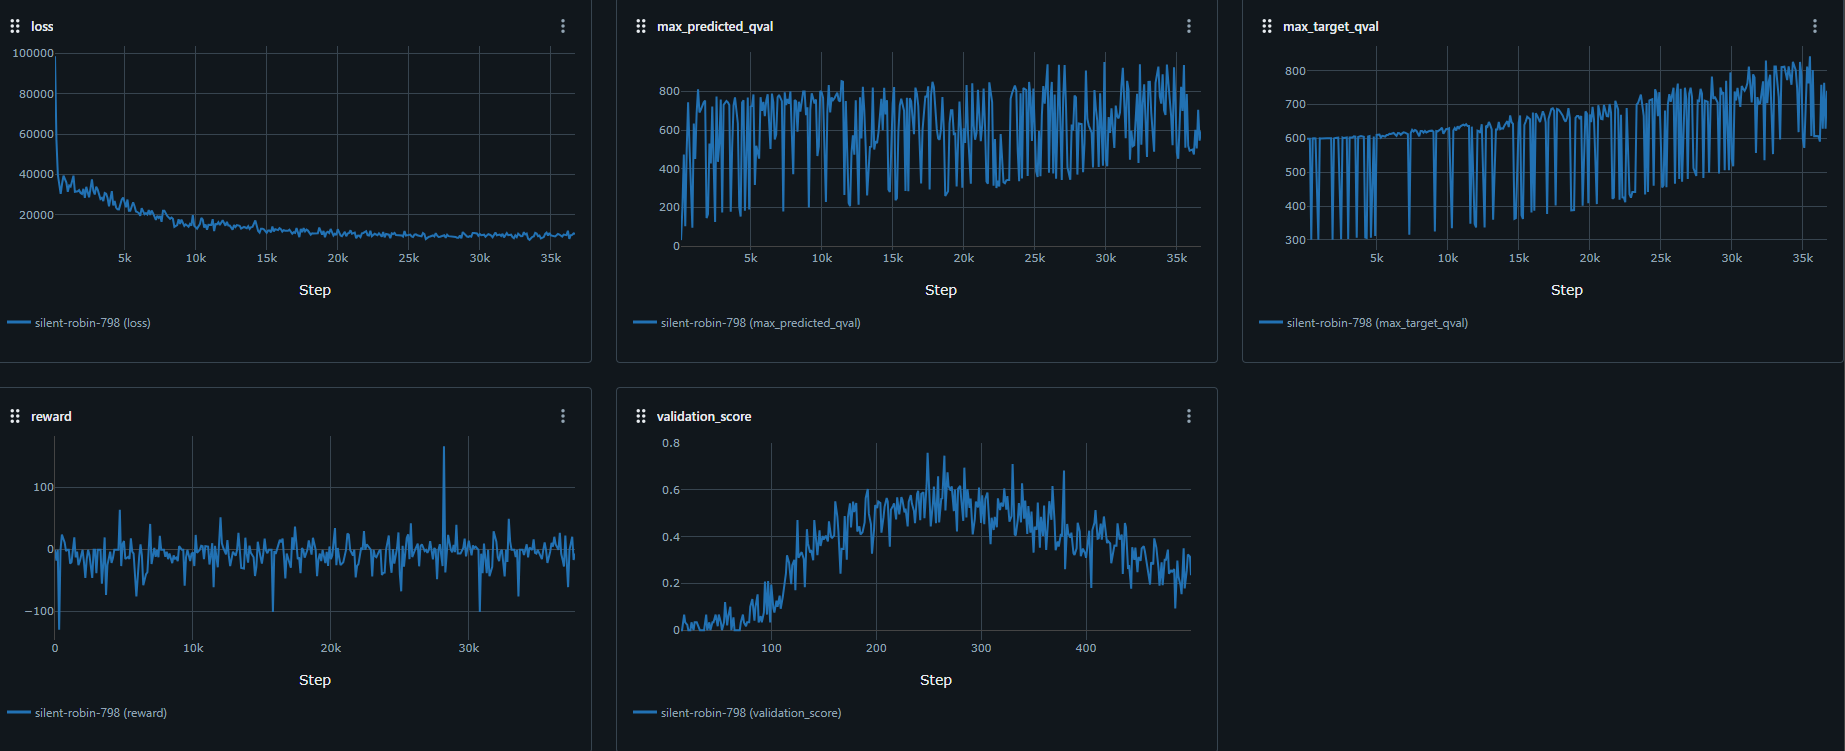 loss
100000
80000
60000
40000
20000
5k 10k 15k 20k 25k 30k 35k
Step
silent-robin-798 (loss)
max_predicted_qval
800
600
400
200
0
5k 10k 15k 20k 25k 30k 35k
Step
silent-robin-798 (max_predicted_qval)
max_target_qval
800
700
600
500
400
300
5k 10k 15k 20k 25k 30k 35k
Step
silent-robin-798 (max_target_qval)
reward
100
0
−100
0 10k 20k 30k
Step
silent-robin-798 (reward)
validation_score
0.8
0.6
0.4
0.2
0
100 200 300 400
Step
silent-robin-798 (validation_score)